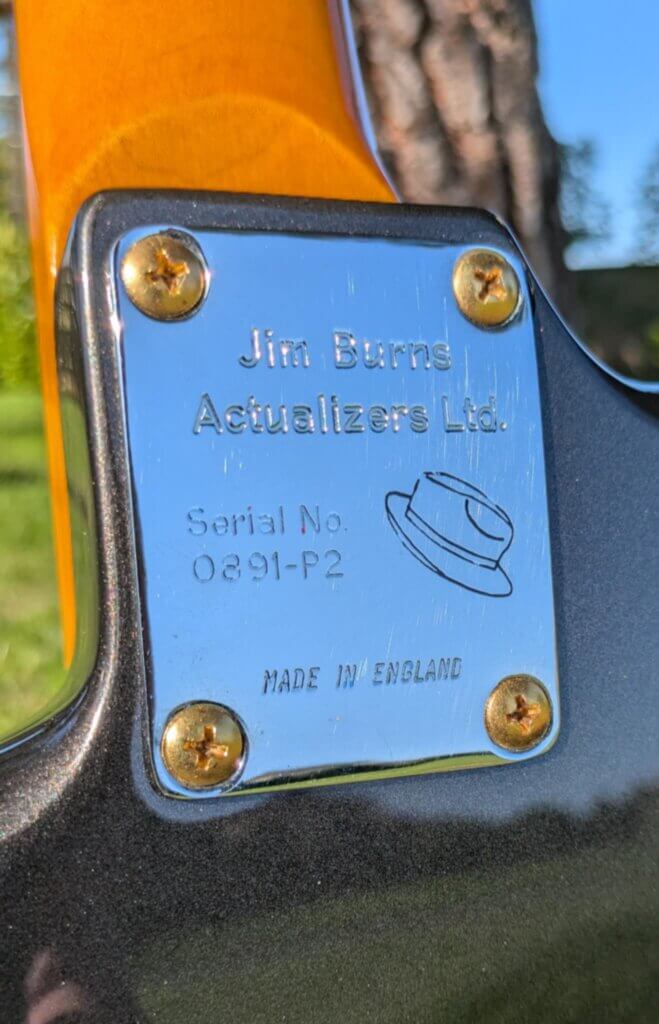 Jim Burns
Actualizers Ltd.
Serial No.
0891-P2
MADE IN ENGLAND